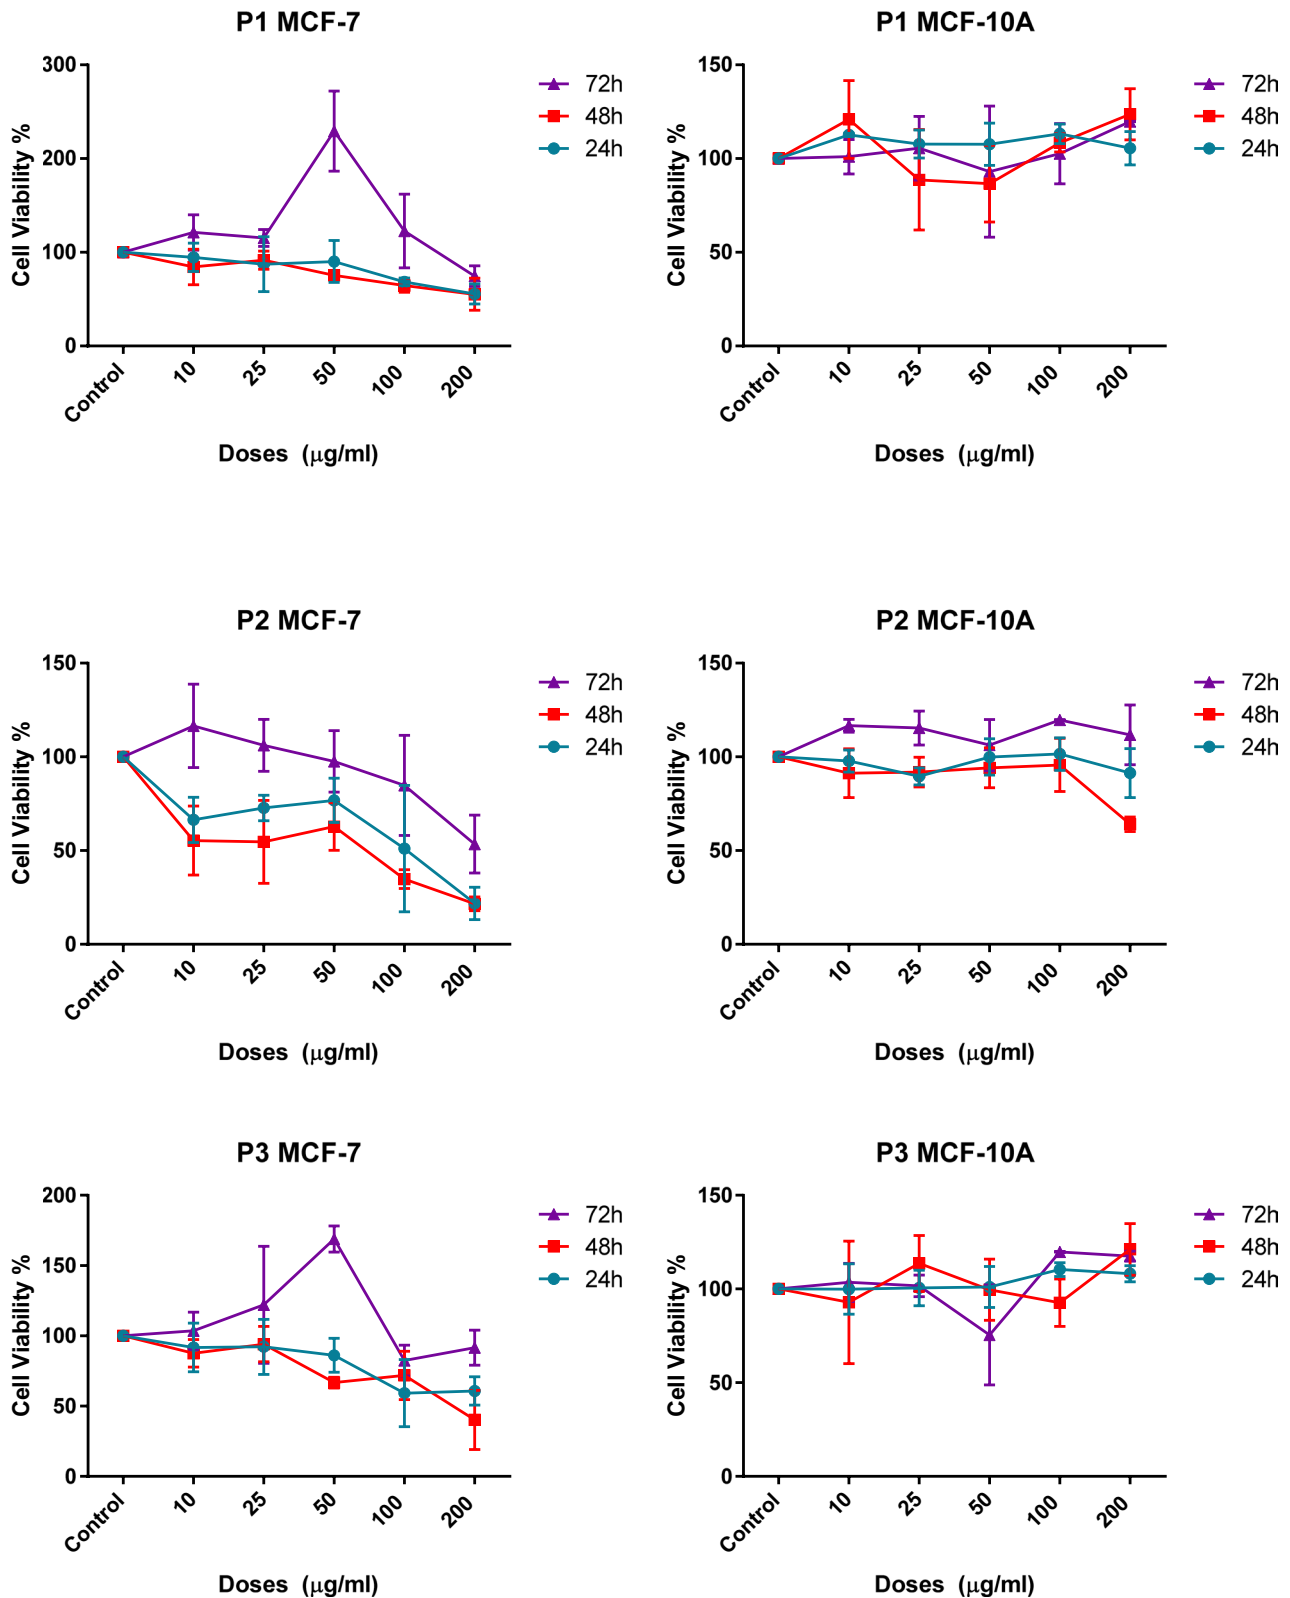 P1 MCF-7
300
200
100
0
Cell Viability %
Control
10
25
50
100
200
Doses (μg/ml)
72h
48h
24h
P1 MCF-10A
150
100
50
0
Cell Viability %
Control
10
25
50
100
200
Doses (μg/ml)
72h
48h
24h
P2 MCF-7
150
100
50
0
Cell Viability %
Control
10
25
50
100
200
Doses (μg/ml)
72h
48h
24h
P2 MCF-10A
150
100
50
0
Cell Viability %
Control
10
25
50
100
200
Doses (μg/ml)
72h
48h
24h
P3 MCF-7
200
150
100
50
0
Cell Viability %
Control
10
25
50
100
200
Doses (μg/ml)
72h
48h
24h
P3 MCF-10A
150
100
50
0
Cell Viability %
Control
10
25
50
100
200
Doses (μg/ml)
72h
48h
24h